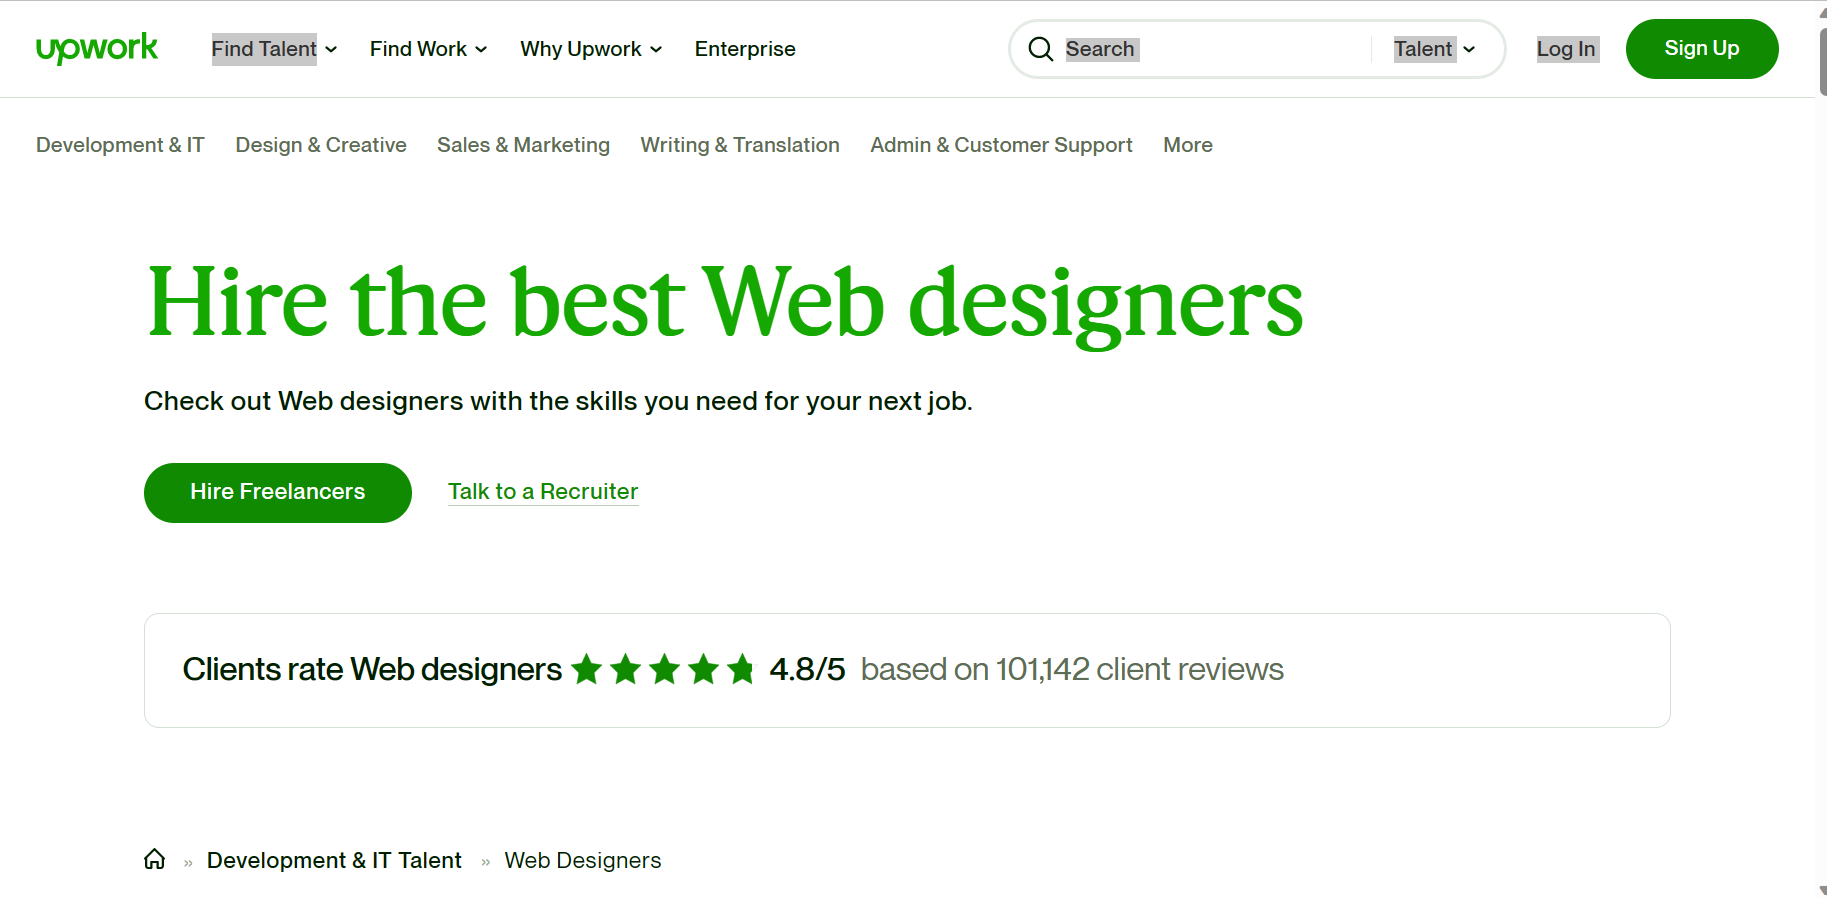 upwork Find Talent Find Work Why Upwork Enterprise Search Talent Log In Sign Up
Development & IT Design & Creative Sales & Marketing Writing & Translation Admin & Customer Support More
Hire the best Web designers
Check out Web designers with the skills you need for your next job.
Hire Freelancers Talk to a Recruiter
Clients rate Web designers 4.8/5 based on 101,142 client reviews
» Development & IT Talent » Web Designers